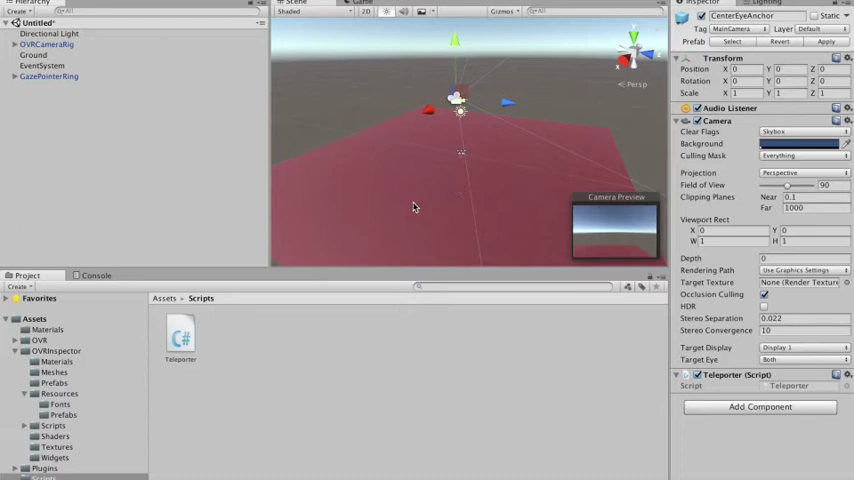 Hierarchy
Create
All
Untitled*
Directional Light
OVRCameraRig
Ground
EventSystem
GazePointerRing
Scene
Game
Shaded
2D
Gizmos
All
x
Persp
Camera Preview
Project
Console
Create
Favorites
Assets
Materials
OVR
OVRInspector
Materials
Meshes
Prefabs
Resources
Fonts
Prefabs
Scripts
Shaders
Textures
Widgets
Plugins
Scripts
Assets
Scripts
C#
Teleporter
Inspector
Lighting
CenterEyeAnchor
Static
Tag MainCamera Layer Default
Prefab Select Revert Apply
Transform
Position X 0 Y 0 Z 0
Rotation X 0 Y 0 Z 0
Scale X 1 Y 1 Z 1
Audio Listener
Camera
Clear Flags Skybox
Background
Culling Mask Everything
Projection Perspective
Field of View 90
Clipping Planes Near 0.1
Far 1000
Viewport Rect
X 0 Y 0
W 1 H 1
Depth 0
Rendering Path Use Graphics Settings
Target Texture None (Render Texture
Occlusion Culling
HDR
Stereo Separation 0.022
Stereo Convergence 10
Target Display Display 1
Target Eye Both
Teleporter (Script)
Script Teleporter
Add Component